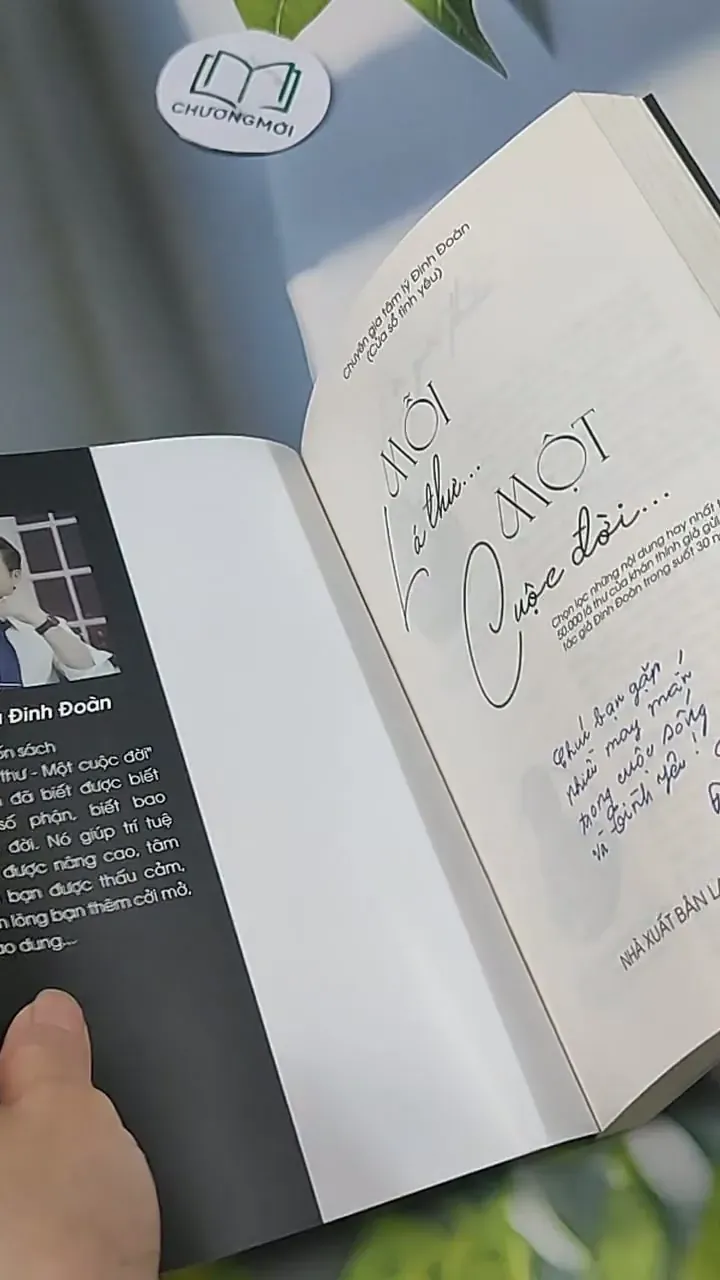 CHƯƠNG MỚI
Đinh Đoàn
ốn sách
thư - Một cuộc đời"
đã biết được biết
số phận, biết bao
đời. Nó giúp trí tuệ
được nâng cao, tâm
bạn được thấu cảm,
lòng bạn thêm cởi mở,
ao dung...
Chuyên gia tâm lý Đinh Đoàn
(Cửa sổ tình yêu)
MỖI
Lá thư...
MỘT
Cuộc đời...
Chọn lọc những nội dung hay nhất
50.000 lá thư của khán thính giả gửi
tác giả Đinh Đoàn trong suốt 30
Chúc bạn gặp
nhiều may mắn
trong cuộc sống
và tình yêu!
NHÀ XUẤT BẢN LA